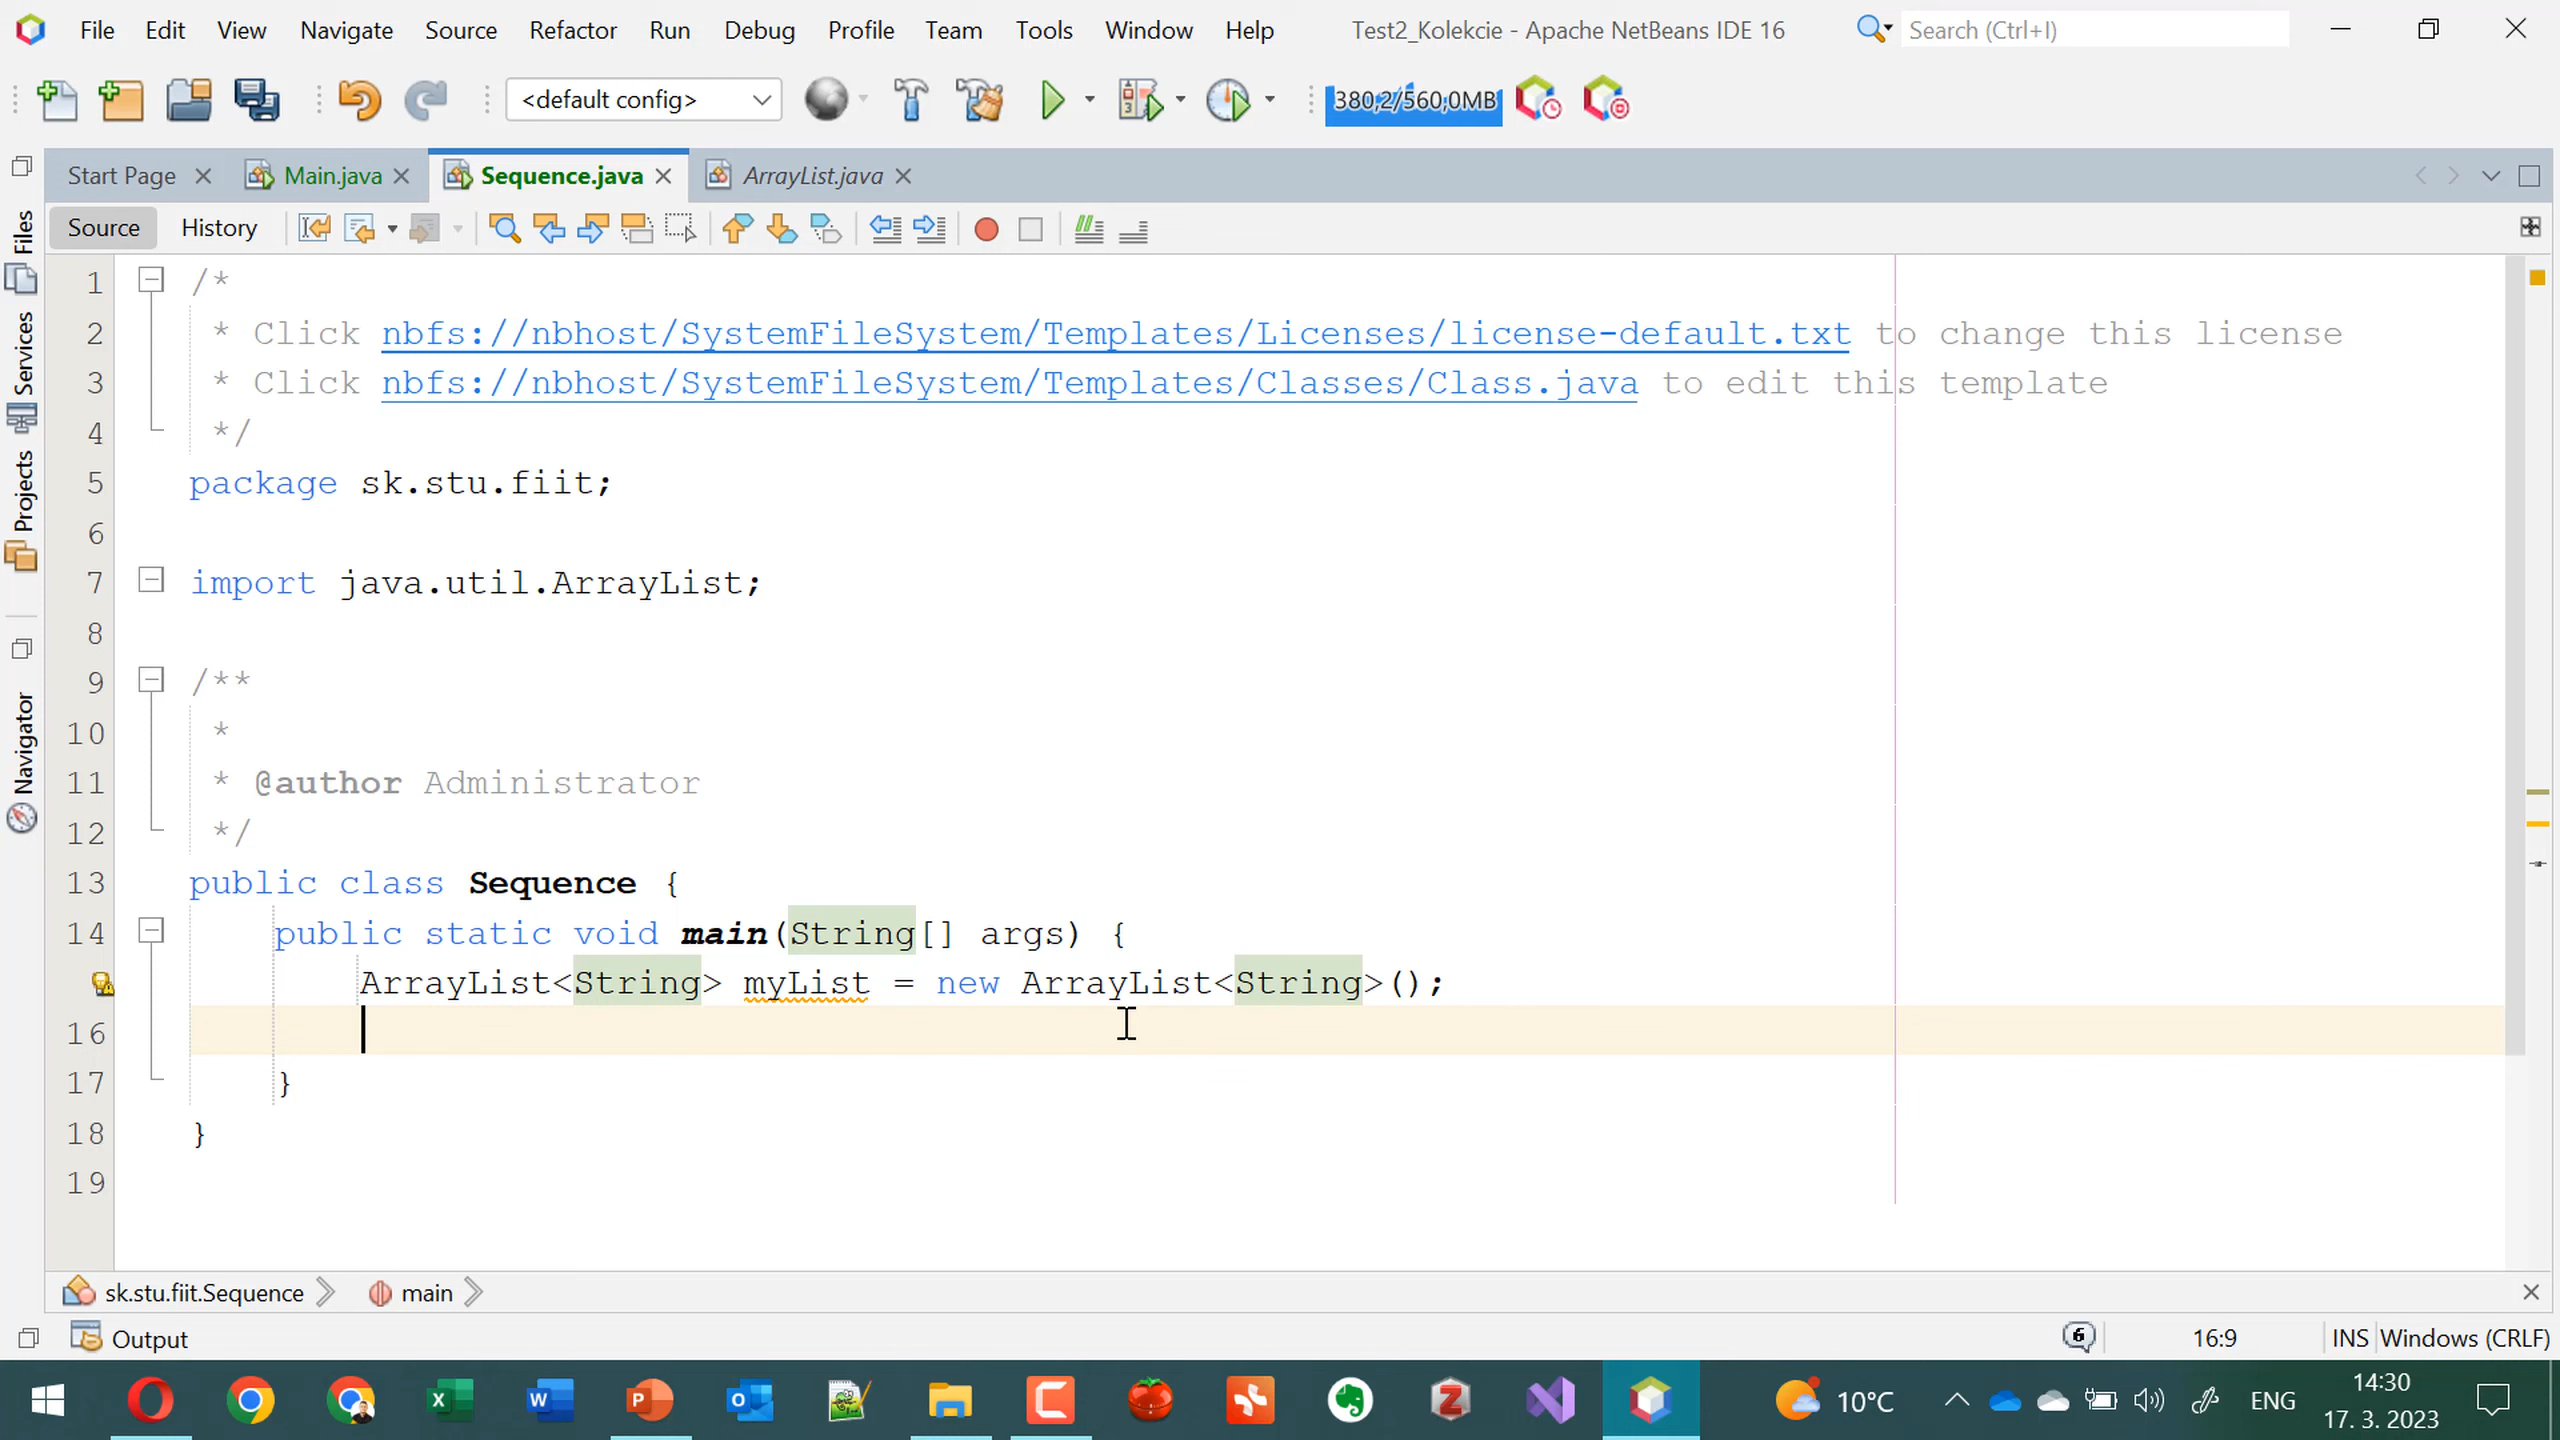 File Edit View Navigate Source Refactor Run Debug Profile Team Tools Window Help Test2_Kolekcie - Apache NetBeans IDE 16 Search (Ctrl+I)
<default config> 380,2/560,0MB
Start Page Main.java Sequence.java ArrayList.java
Source History
Files
Services
Projects
Navigator
1 /*
2 * Click nbfs://nbhost/SystemFileSystem/Templates/Licenses/license-default.txt to change this license
3 * Click nbfs://nbhost/SystemFileSystem/Templates/Classes/Class.java to edit this template
4 */
5 package sk.stu.fiit;
6
7 import java.util.ArrayList;
8
9 /**
10 *
11 * @author Administrator
12 */
13 public class Sequence {
14 public static void main(String[] args) {
ArrayList<String> myList = new ArrayList<String>();
16
17 }
18 }
19
sk.stu.fiit.Sequence main
Output 6 16:9 INS Windows (CRLF)
10°C ENG 14:30
17. 3. 2023